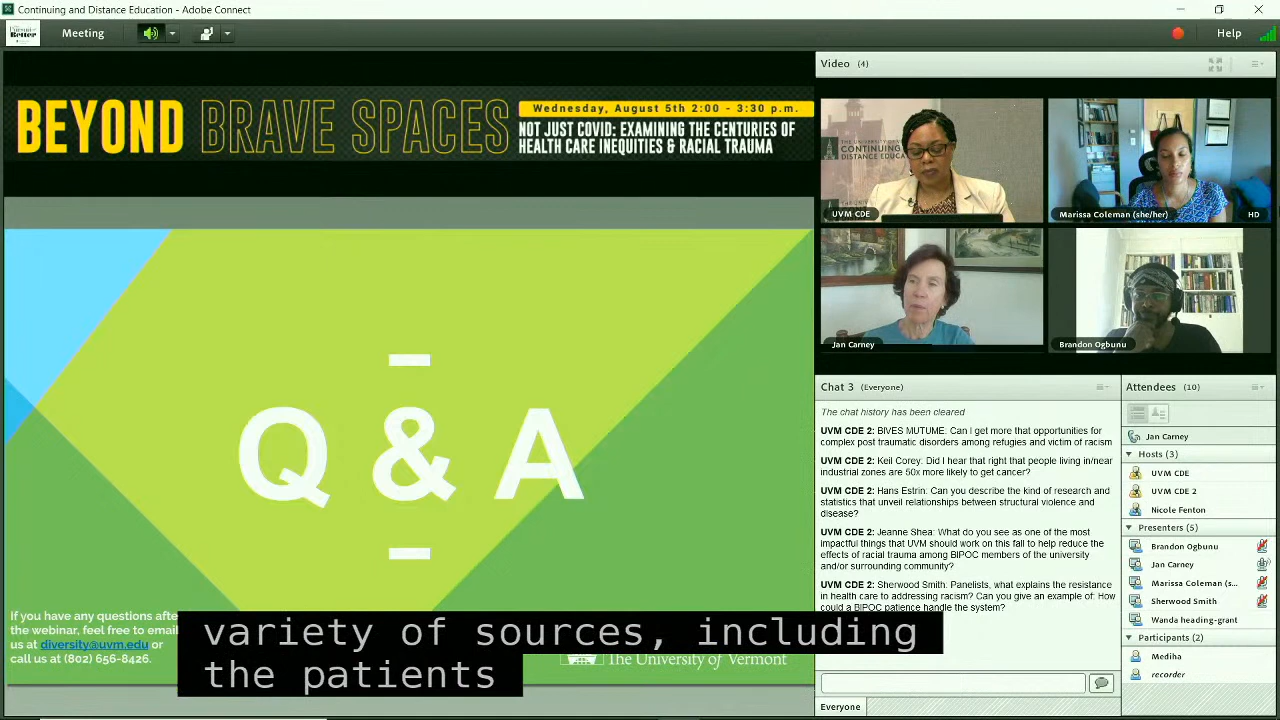 Continuing and Distance Education - Adobe Connect
Meeting
Help
BEYOND BRAVE SPACES
Wednesday, August 5th 2:00 - 3:30 p.m.
NOT JUST COVID: EXAMINING THE CENTURIES OF
HEALTH CARE INEQUITIES & RACIAL TRAUMA
Q & A
If you have any questions afte
the webinar, feel free to email
us at diversity@uvm.edu or
call us at (802) 656-8426.
The University of Vermont
variety of sources, including
the patients
Video (4)
CONTINUING
UVM CDE
Marissa Coleman (she/her)
HD
Jan Carney
Brandon Ogbunu
Chat 3 (Everyone)
The chat history has been cleared
UVM CDE 2: BIVES MUTUME: Can I get more that opportunities for
complex post traumatic disorders among refugies and victim of racism
UVM CDE 2: Keil Corey: Did I hear that right that people living in/near
industrial zones are 50x more likely to get cancer?
UVM CDE 2: Hans Estrin: Can you describe the kind of research and
statistics that unveil relationships between structural violence and
disease?
UVM CDE 2: Jeanne Shea: What do you see as one of the most
impactful things that UVM should work on this fall to help reduce the
effects of racial trauma among BIPOC members of the university
and/or surrounding community?
UVM CDE 2: Sherwood Smith: Panelists, what explains the resistance
in health care to addressing racism? Can you give an example of: How
could a BIPOC patience handle the system?
Everyone
Attendees (10)
Jan Carney
Hosts (3)
UVM CDE
UVM CDE 2
Nicole Fenton
Presenters (5)
Brandon Ogbunu
Jan Carney
Marissa Coleman (s...
Sherwood Smith
Wanda heading-grant
Participants (2)
Mediha
recorder